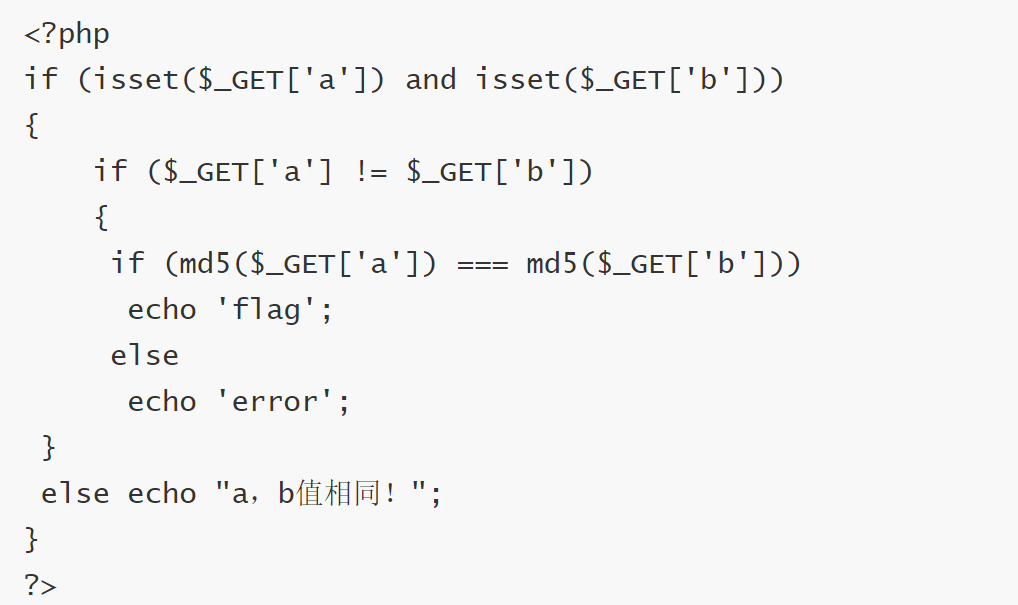 <?php
if (isset($_GET['a']) and isset($_GET['b']))
{
    if ($_GET['a'] != $_GET['b'])
    {
     if (md5($_GET['a']) === md5($_GET['b']))
      echo 'flag';
     else
      echo 'error';
 }
 else echo "a，b值相同！";
}
?>